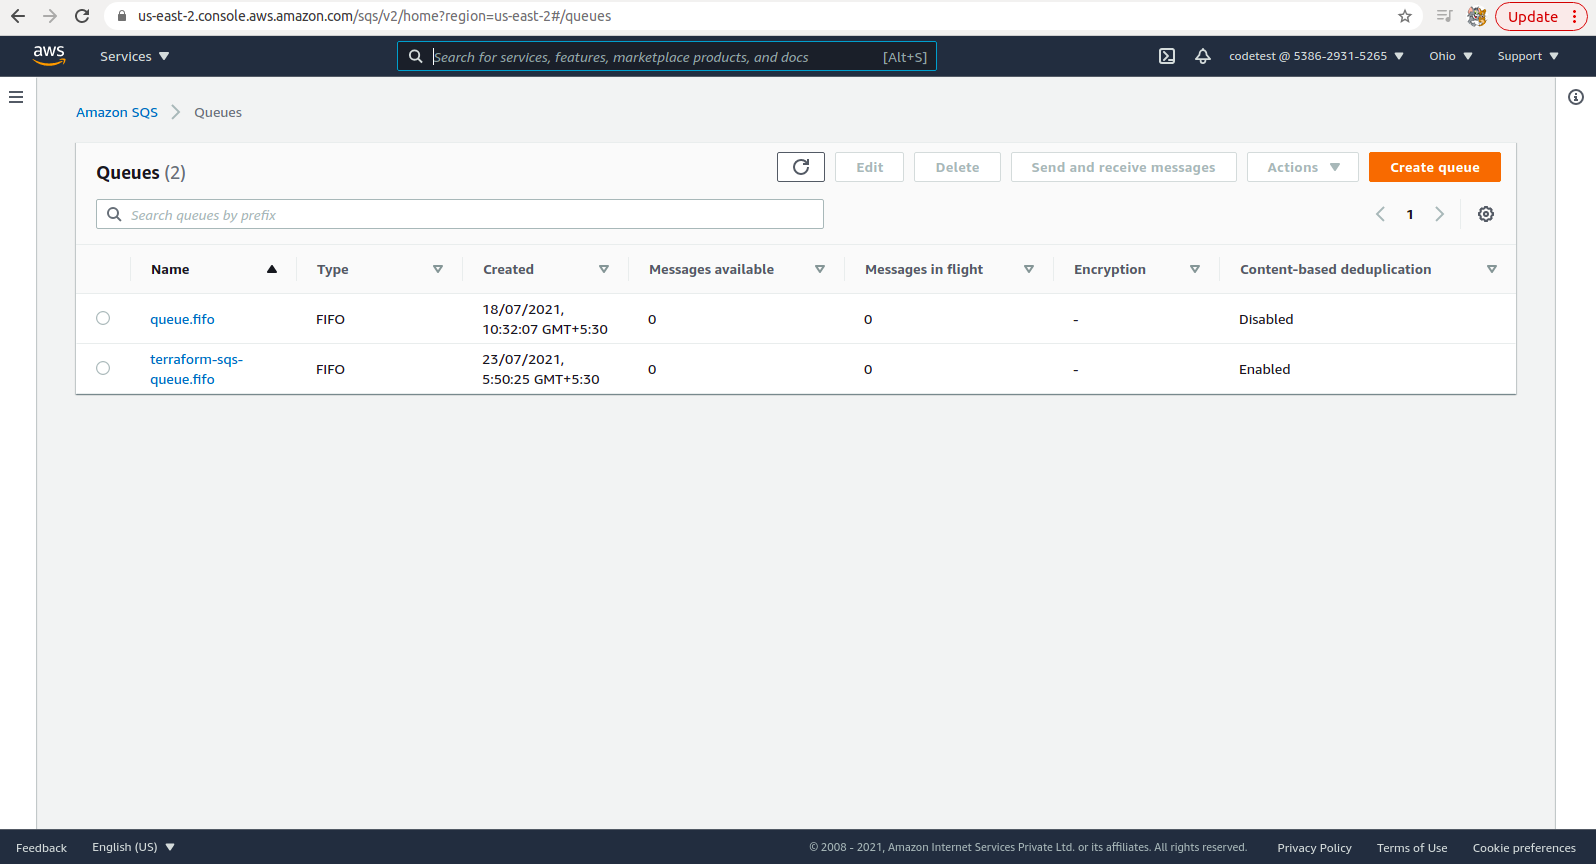 us-east-2.console.aws.amazon.com/sqs/v2/home?region=us-east-2#/queues
Update
aws
Services
Search for services, features, marketplace products, and docs
[Alt+S]
codetest @ 5386-2931-5265
Ohio
Support
Amazon SQS
Queues
Queues (2)
Edit
Delete
Send and receive messages
Actions
Create queue
Search queues by prefix
1
Name
Type
Created
Messages available
Messages in flight
Encryption
Content-based deduplication
queue.fifo
FIFO
18/07/2021,
10:32:07 GMT+5:30
0
0
-
Disabled
terraform-sqs-
queue.fifo
FIFO
23/07/2021,
5:50:25 GMT+5:30
0
0
-
Enabled
Feedback
English (US)
© 2008 - 2021, Amazon Internet Services Private Ltd. or its affiliates. All rights reserved.
Privacy Policy
Terms of Use
Cookie preferences